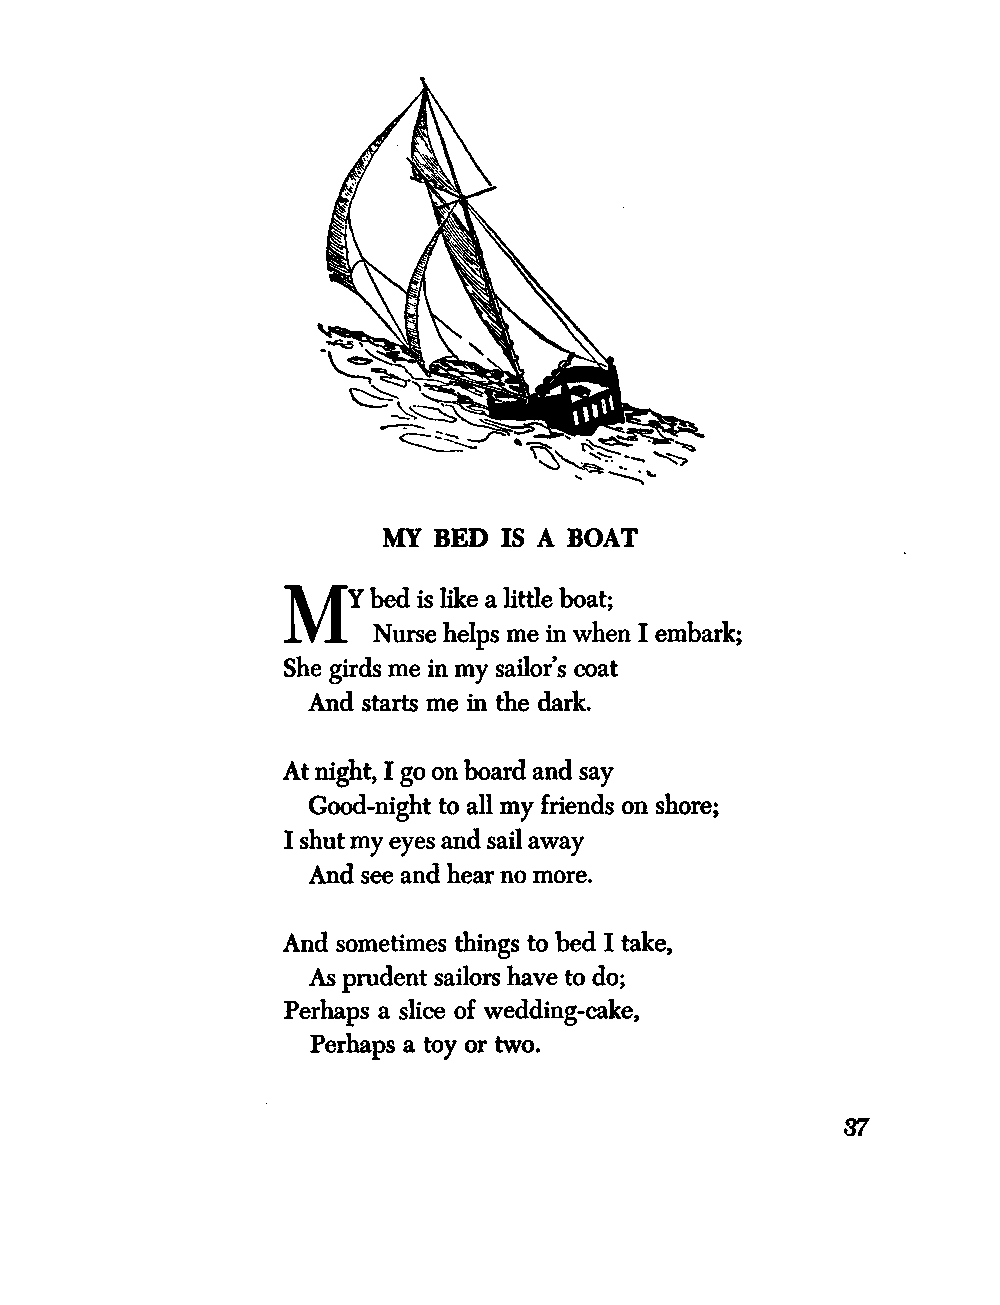 MY BED IS A BOAT
MY bed is like a little boat;
Nurse helps me in when I embark;
She girds me in my sailor's coat
And starts me in the dark.
At night, I go on board and say
Good-night to all my friends on shore;
I shut my eyes and sail away
And see and hear no more.
And sometimes things to bed I take,
As prudent sailors have to do;
Perhaps a slice of wedding-cake,
Perhaps a toy or two.
37